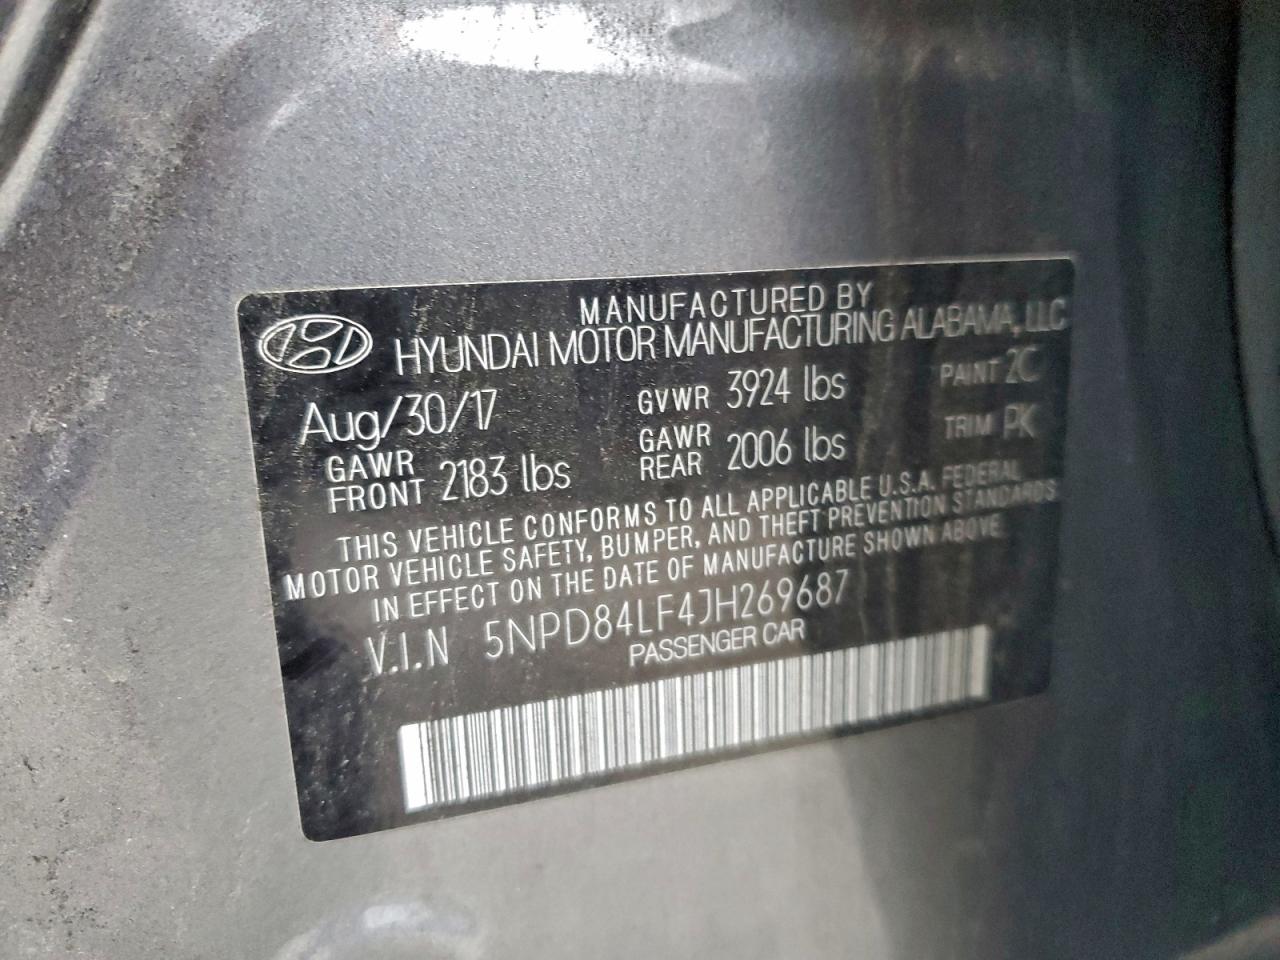 MANUFACTURED BY
HYUNDAI MOTOR MANUFACTURING ALABAMA, LLC
Aug/30/17 GVWR 3924 lbs PAINT 2C
GAWR FRONT 2183 lbs GAWR REAR 2006 lbs TRIM PK
THIS VEHICLE CONFORMS TO ALL APPLICABLE U.S.A. FEDERAL
MOTOR VEHICLE SAFETY, BUMPER, AND THEFT PREVENTION STANDARDS
IN EFFECT ON THE DATE OF MANUFACTURE SHOWN ABOVE.
V.I.N 5NPD84LF4JH269687
PASSENGER CAR